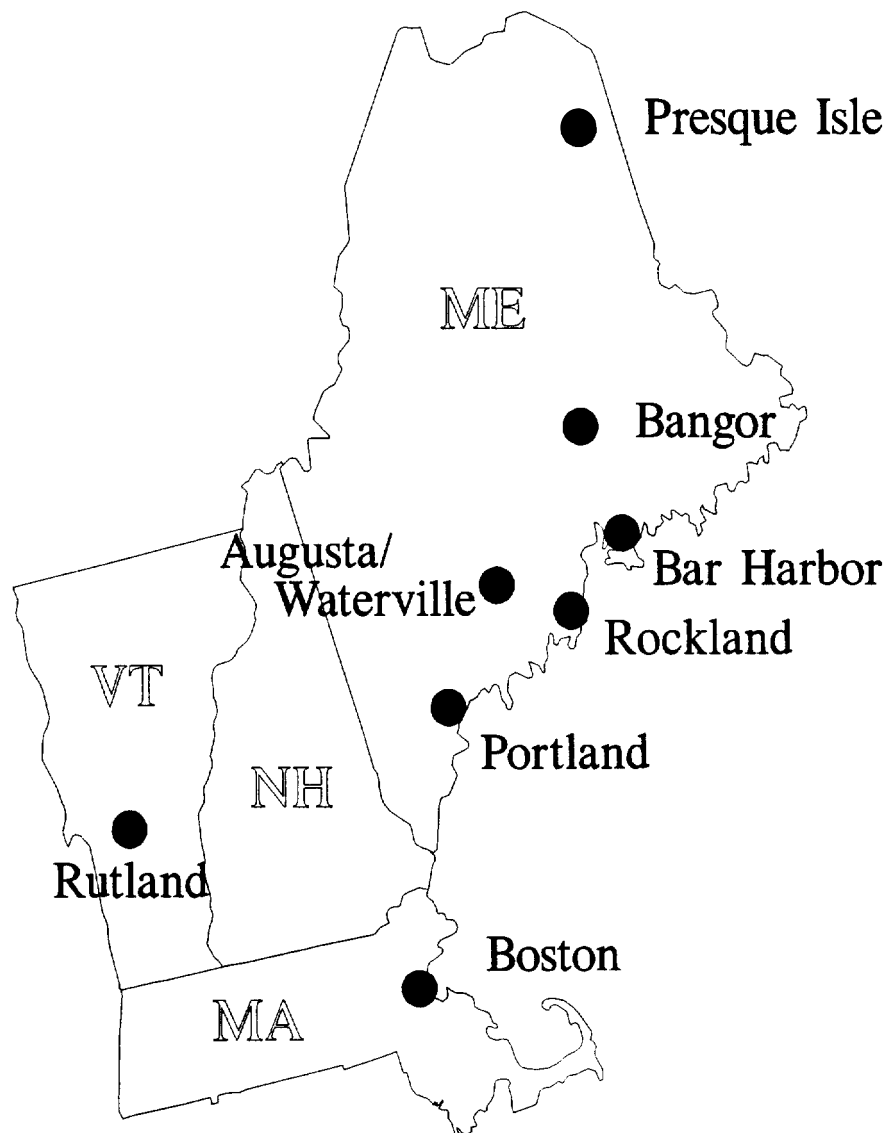 Presque Isle
ME
Bangor
Augusta/
Waterville
Bar Harbor
Rockland
VT
Portland
NH
Rutland
Boston
MA